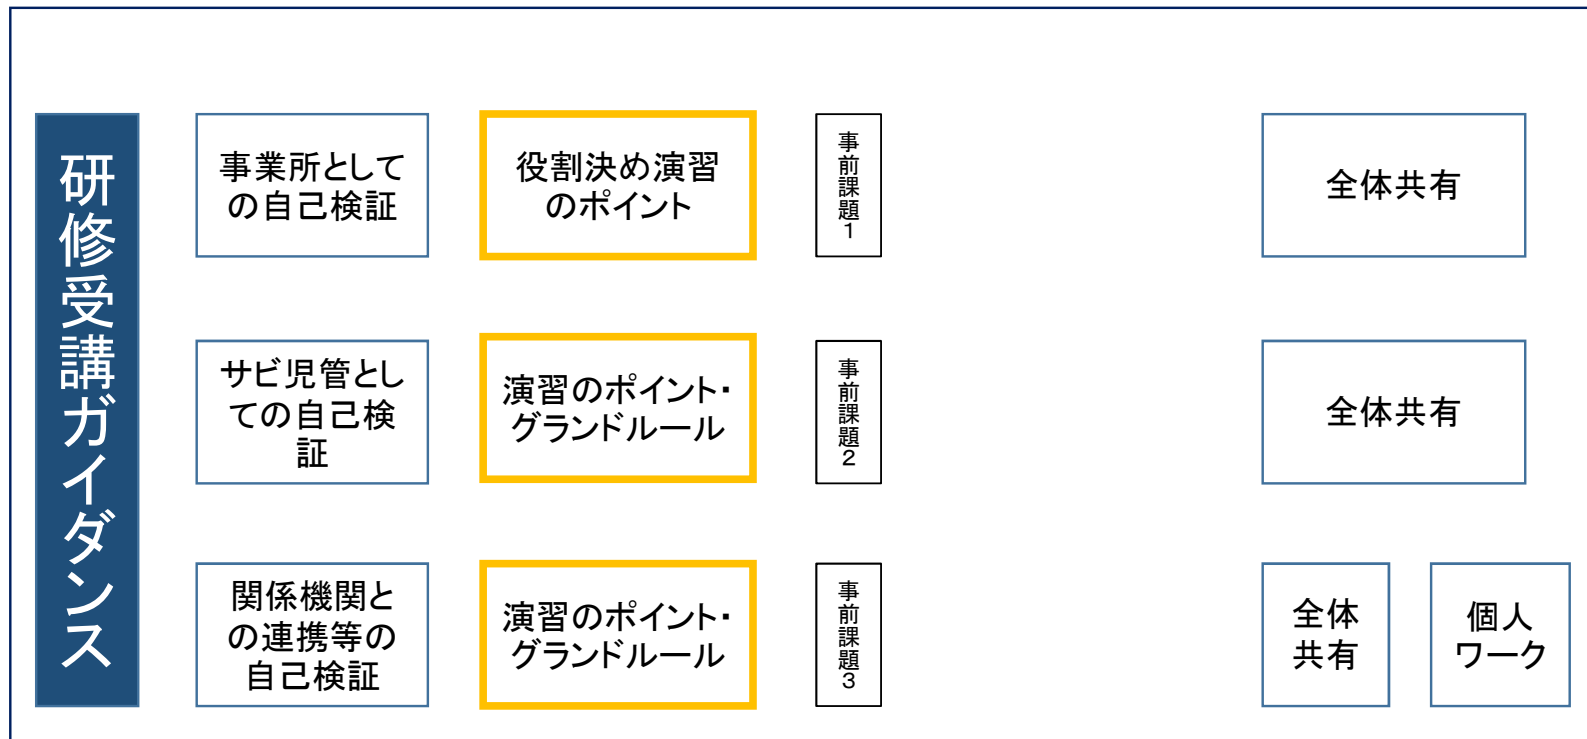 研修受講ガイダンス
事業所として
の自己検証
役割決め演習
のポイント
事前課題１
全体共有
サビ児管とし
ての自己検
証
演習のポイント・
グランドルール
事前課題２
全体共有
関係機関と
の連携等の
自己検証
演習のポイント・
グランドルール
事前課題３
全体
共有
個人
ワーク